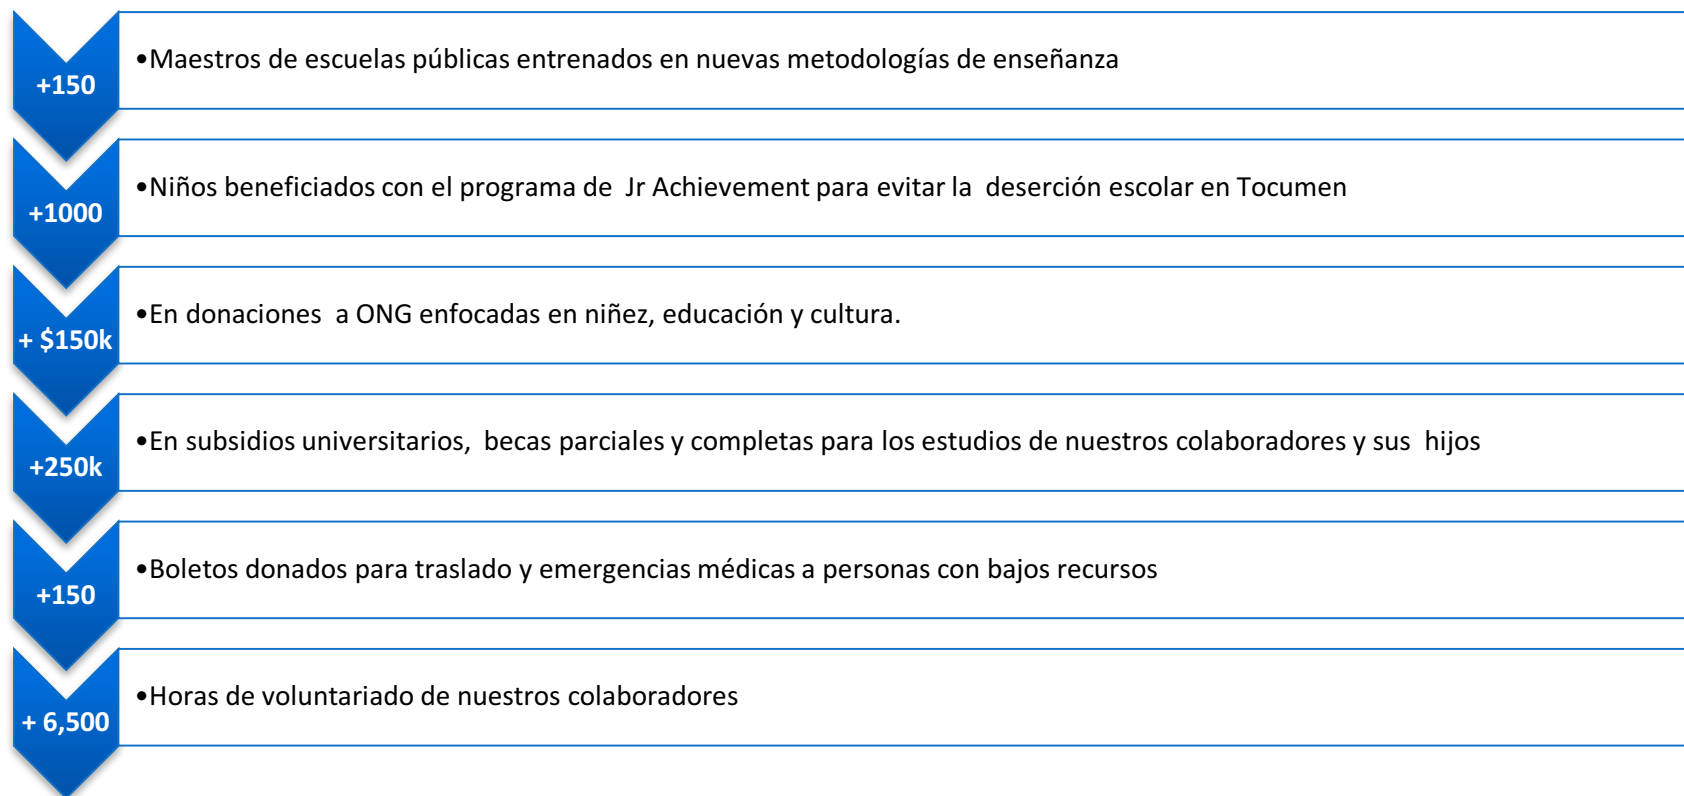 +150
•Maestros de escuelas públicas entrenados en nuevas metodologías de enseñanza
+1000
•Niños beneficiados con el programa de Jr Achievement para evitar la deserción escolar en Tocumen
+ $150k
•En donaciones a ONG enfocadas en niñez, educación y cultura.
+250k
•En subsidios universitarios, becas parciales y completas para los estudios de nuestros colaboradores y sus hijos
+150
•Boletos donados para traslado y emergencias médicas a personas con bajos recursos
+ 6,500
•Horas de voluntariado de nuestros colaboradores